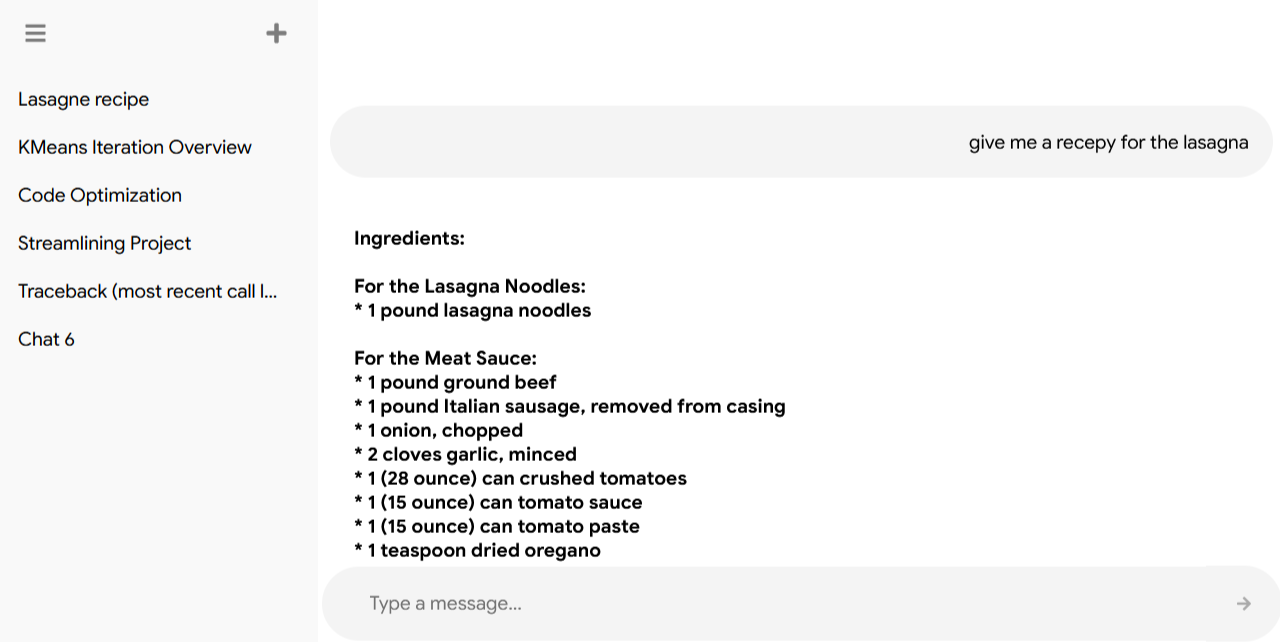 Lasagne recipe
KMeans Iteration Overview
Code Optimization
Streamlining Project
Traceback (most recent call l...
Chat 6
give me a recepy for the lasagna
Ingredients:
For the Lasagna Noodles:
* 1 pound lasagna noodles
For the Meat Sauce:
* 1 pound ground beef
* 1 pound Italian sausage, removed from casing
* 1 onion, chopped
* 2 cloves garlic, minced
* 1 (28 ounce) can crushed tomatoes
* 1 (15 ounce) can tomato sauce
* 1 (15 ounce) can tomato paste
* 1 teaspoon dried oregano
Type a message...